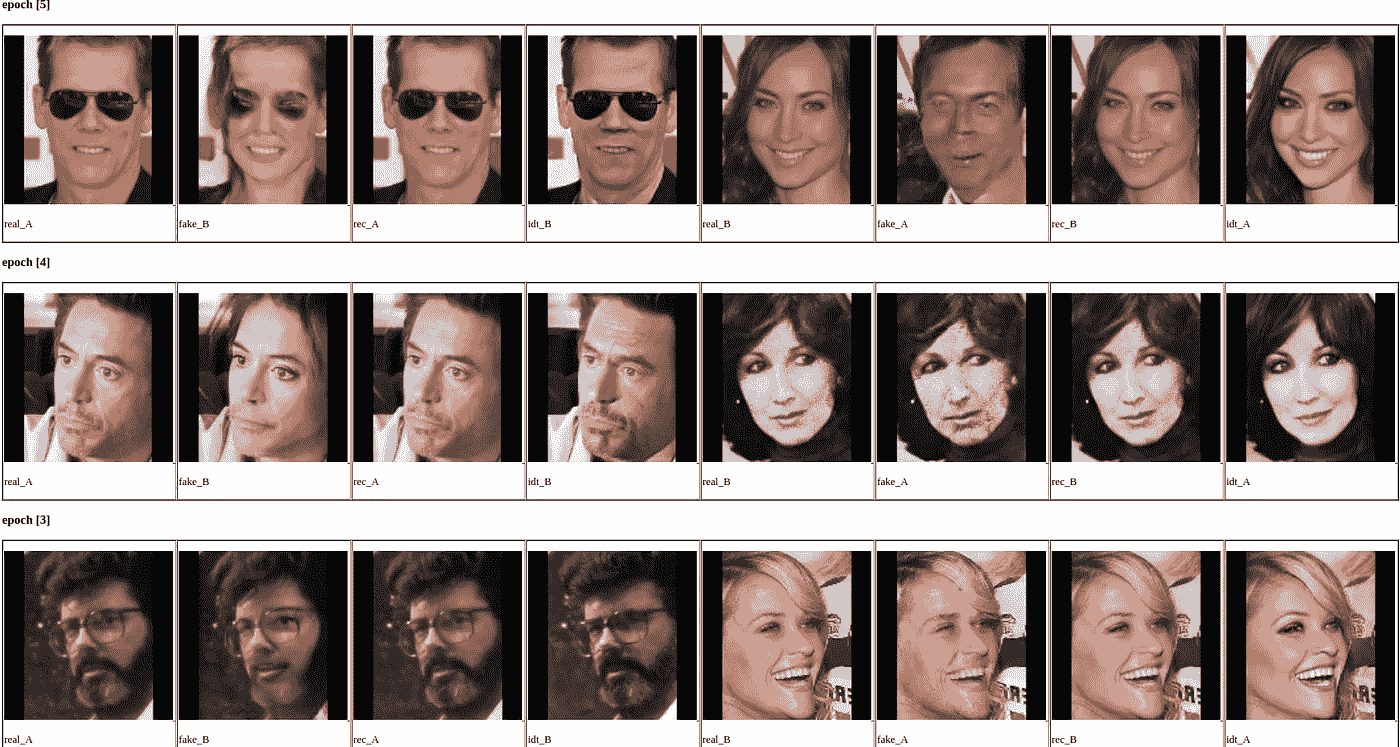 epoch [5]
real_A fake_B rec_A idt_B real_B fake_A rec_B idt_A
epoch [4]
real_A fake_B rec_A idt_B real_B fake_A rec_B idt_A
epoch [3]
real_A fake_B rec_A idt_B real_B fake_A rec_B idt_A